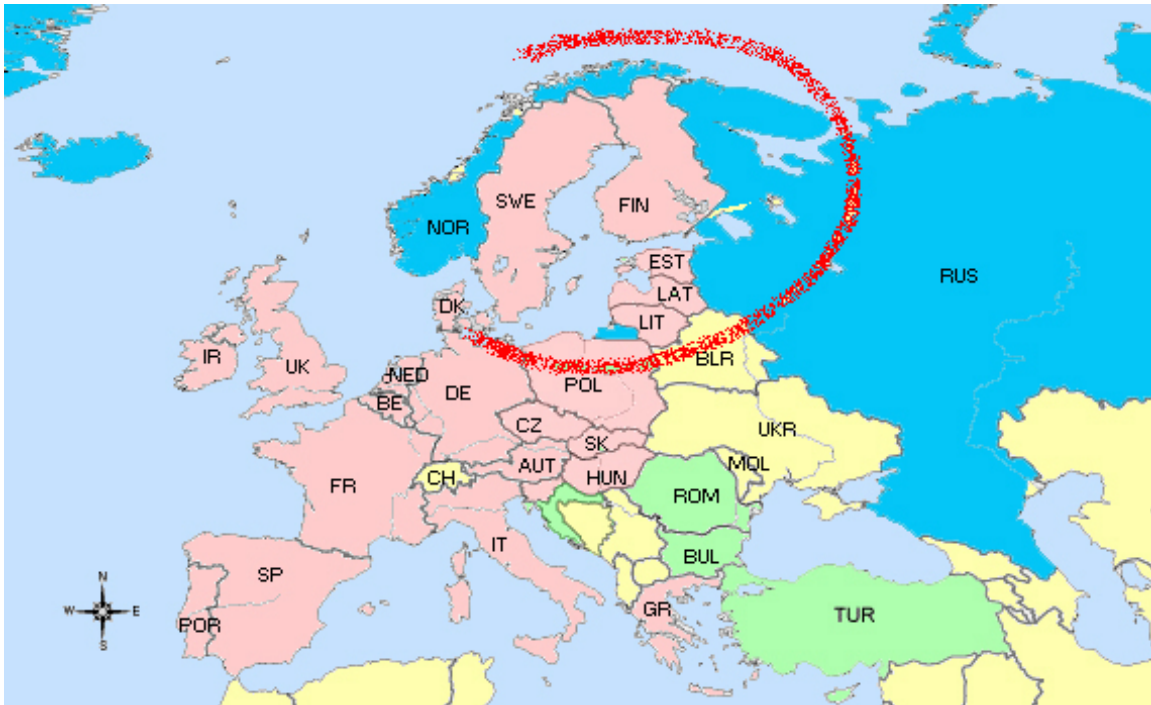 N
W E
S
NOR
SWE
FIN
EST
LAT
LIT
DK
RUS
IR
UK
NED
BE
DE
POL
BLR
CZ
SK
UKR
FR
CH
AUT
HUN
MOL
ROM
IT
BUL
SP
POR
GR
TUR